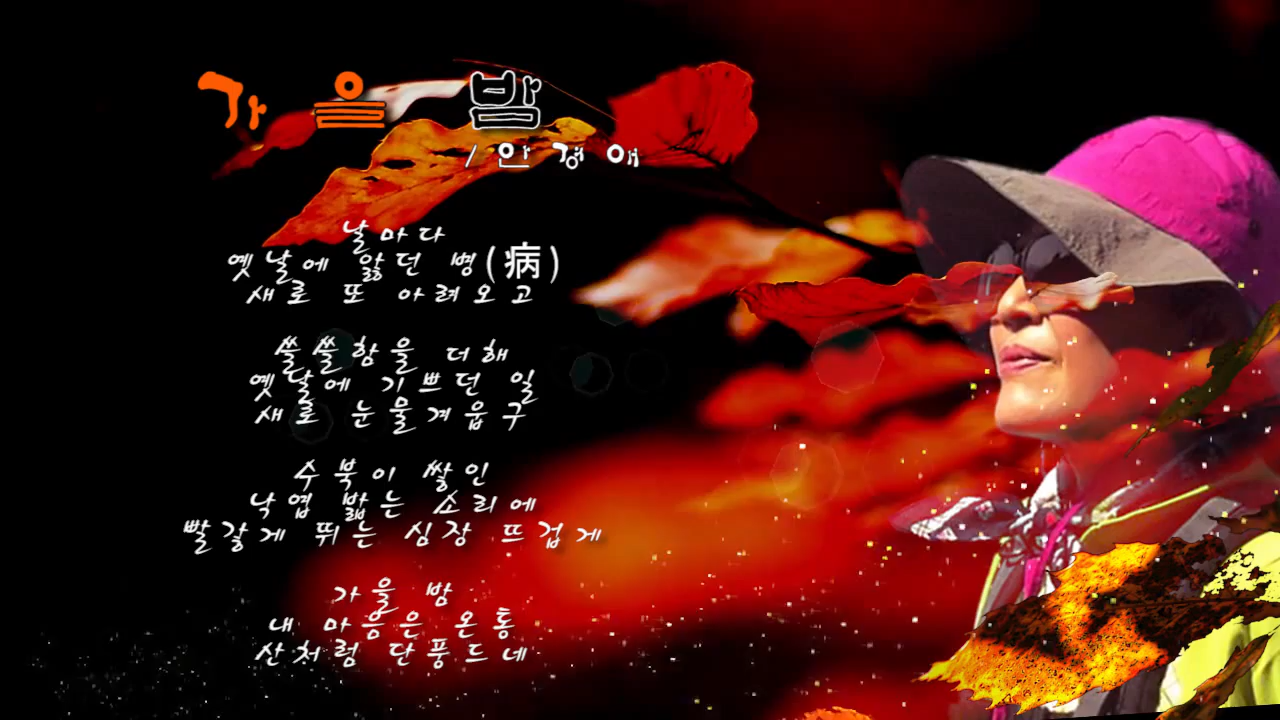 가을 밤
/안경애
날마다
옛날에 앓던 병(病)
새로 또 아려오고
쓸쓸함을 더해
옛달에 기쁘던 일
새로 눈물겨웁구
수북이 쌓인
낙엽 밟는 소리에
빨갛게 뛰는 심장 뜨겁게
가을 밤
내 마음은 온통
산처럼 단풍드네